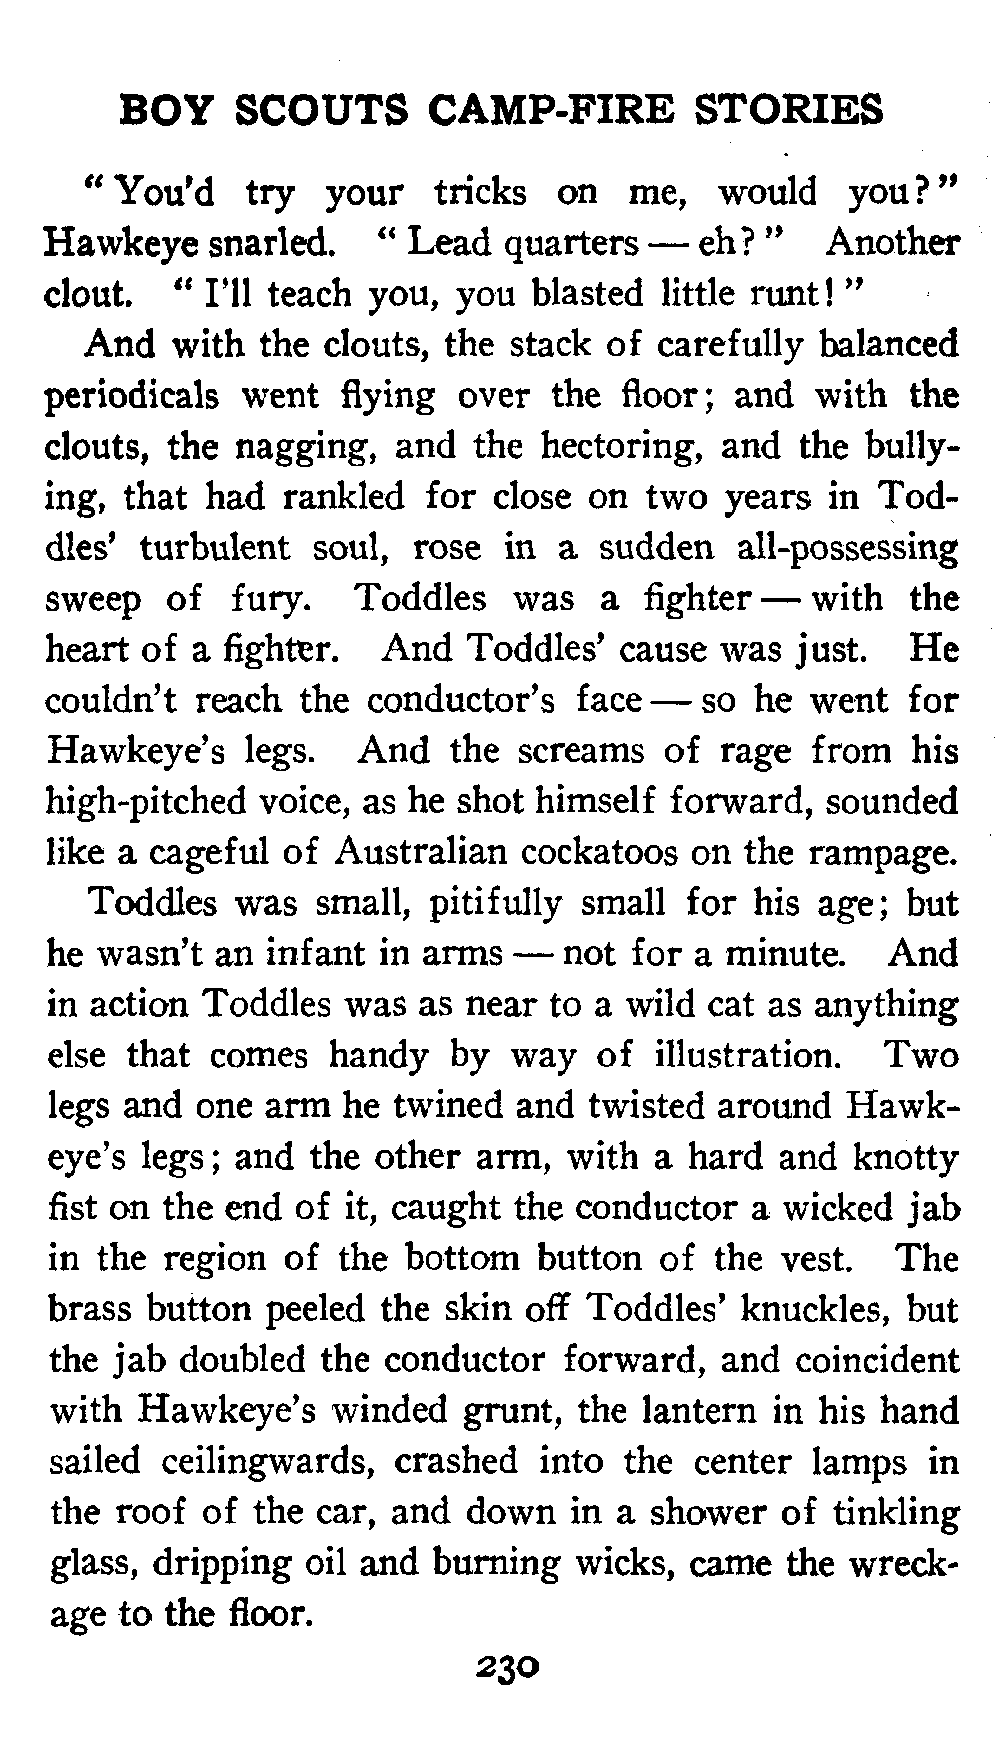 BOY SCOUTS CAMP-FIRE STORIES
“ You’d try your tricks on me, would you? ”
Hawkeye snarled. “ Lead quarters — eh? ” Another
clout. “ I’ll teach you, you blasted little runt! ”
And with the clouts, the stack of carefully balanced
periodicals went flying over the floor; and with the
clouts, the nagging, and the hectoring, and the bully-
ing, that had rankled for close on two years in Tod-
dles’ turbulent soul, rose in a sudden all-possessing
sweep of fury. Toddles was a fighter — with the
heart of a fighter. And Toddles’ cause was just. He
couldn’t reach the conductor’s face — so he went for
Hawkeye’s legs. And the screams of rage from his
high-pitched voice, as he shot himself forward, sounded
like a cageful of Australian cockatoos on the rampage.
Toddles was small, pitifully small for his age; but
he wasn’t an infant in arms — not for a minute. And
in action Toddles was as near to a wild cat as anything
else that comes handy by way of illustration. Two
legs and one arm he twined and twisted around Hawk-
eye’s legs; and the other arm, with a hard and knotty
fist on the end of it, caught the conductor a wicked jab
in the region of the bottom button of the vest. The
brass button peeled the skin off Toddles’ knuckles, but
the jab doubled the conductor forward, and coincident
with Hawkeye’s winded grunt, the lantern in his hand
sailed ceilingwards, crashed into the center lamps in
the roof of the car, and down in a shower of tinkling
glass, dripping oil and burning wicks, came the wreck-
age to the floor.
230